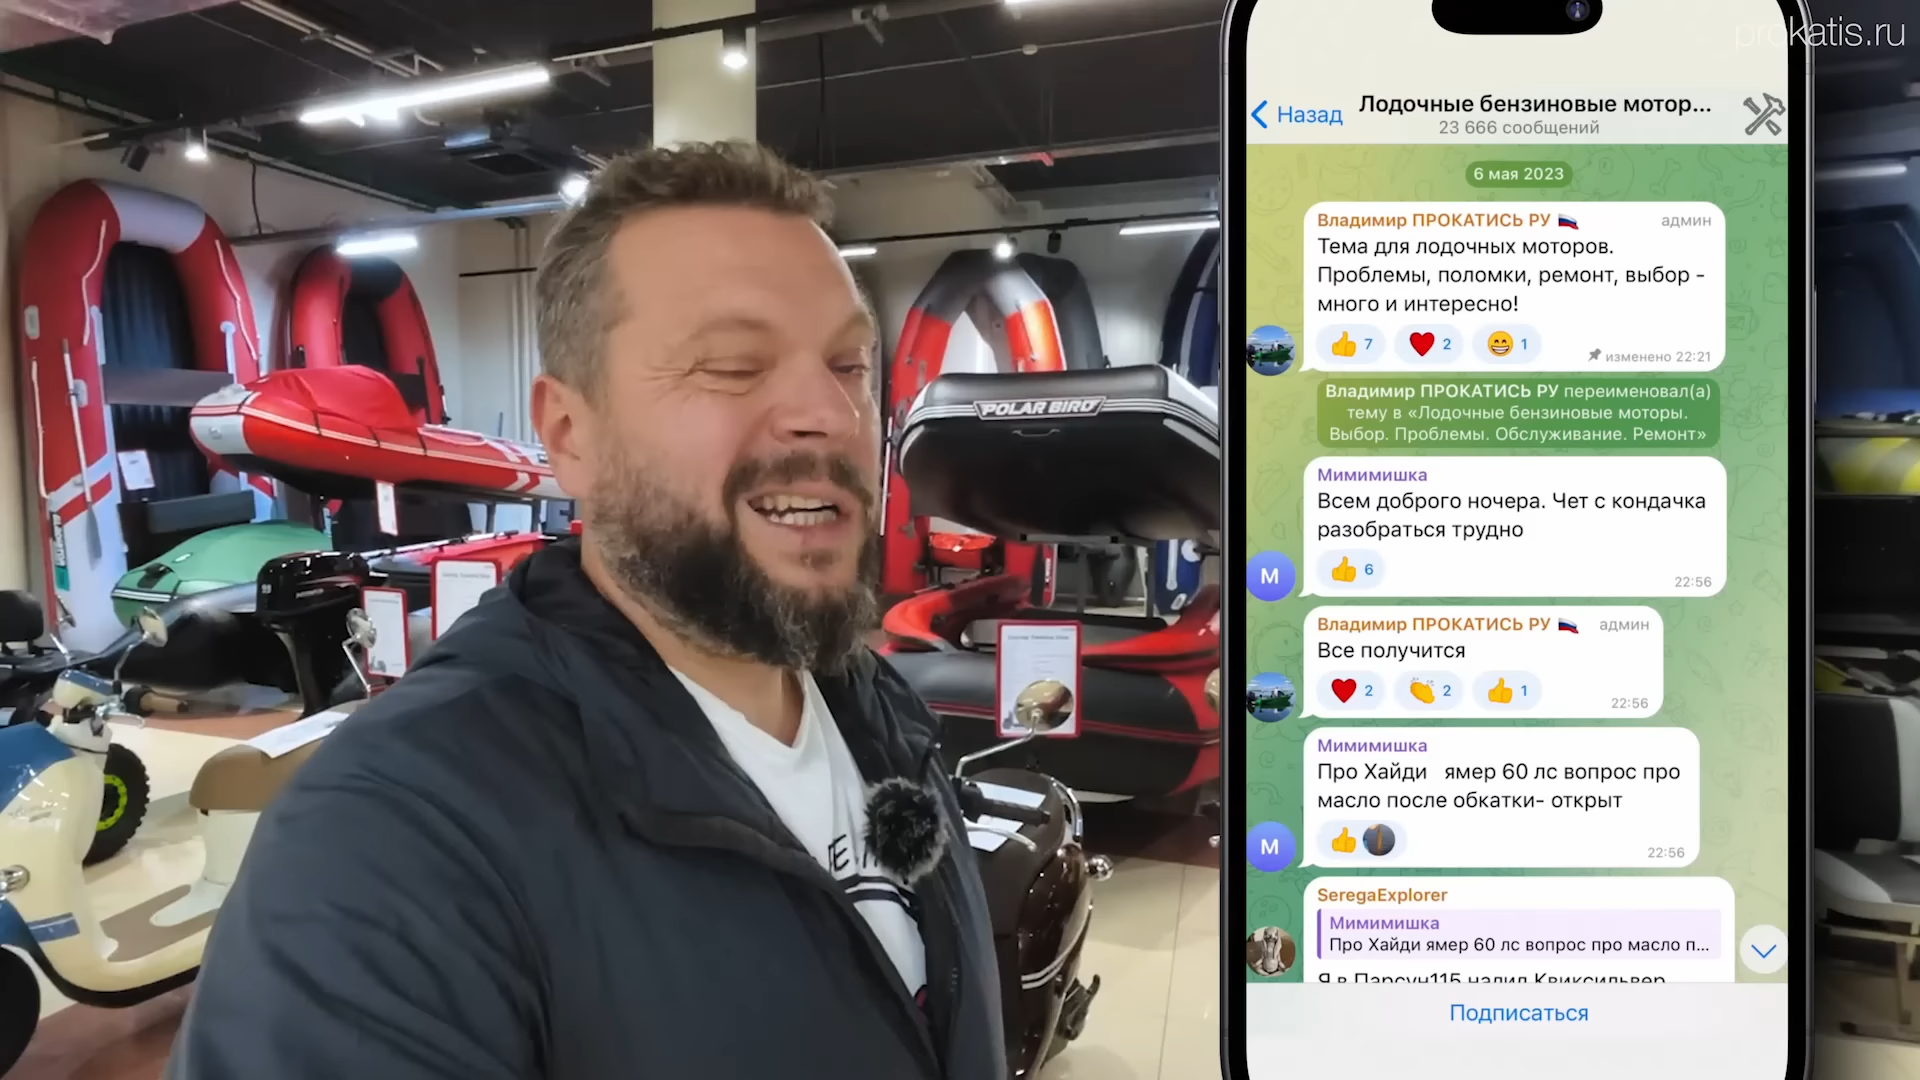 prokatis.ru
Назад
Лодочные бензиновые мотор...
23 666 сообщений
6 мая 2023
Владимир ПРОКАТИСЬ РУ 🇷🇺 админ
Тема для лодочных моторов.
Проблемы, поломки, ремонт, выбор -
много и интересно!
👍 7 ❤️ 2 😁 1
изменено 22:21
Владимир ПРОКАТИСЬ РУ переименовал(а)
тему в «Лодочные бензиновые моторы.
Выбор. Проблемы. Обслуживание. Ремонт»
Мимимишка
Всем доброго ночера. Чет с кондачка
разобраться трудно
👍 6
М
22:56
Владимир ПРОКАТИСЬ РУ 🇷🇺 админ
Все получится
❤️ 2 👏 2 👍 1
22:56
Мимимишка
Про Хайди ямер 60 лс вопрос про
масло после обкатки- открыт
М
22:56
SeregaExplorer
Мимимишка
Про Хайди ямер 60 лс вопрос про масло п...
Я в Парсун115 налил Квиксильвер
Подписаться
POLAR BIRD